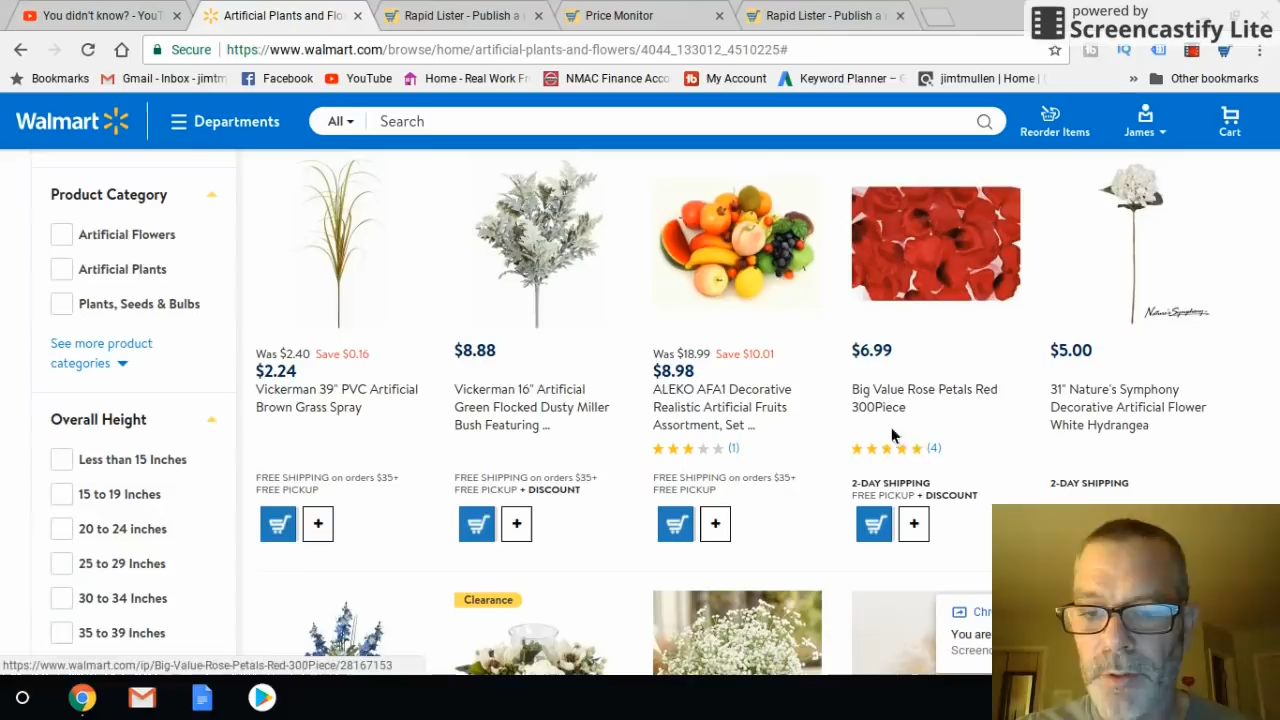 You didn't know? - YouT
Artificial Plants and Flo
Rapid Lister - Publish a
Price Monitor
Rapid Lister - Publish a
powered by
Screencastify Lite
Secure
https://www.walmart.com/browse/home/artificial-plants-and-flowers/4044_133012_4510225#
Bookmarks
Gmail - Inbox - jimtm
Facebook
YouTube
Home - Real Work Fr
NMAC Finance Acco
My Account
Keyword Planner –
jimtmullen | Home |
»
Other bookmarks
Walmart
Departments
All
Search
Reorder Items
James
Cart
Product Category
Artificial Flowers
Artificial Plants
Plants, Seeds & Bulbs
See more product
categories
Overall Height
Less than 15 Inches
15 to 19 Inches
20 to 24 inches
25 to 29 Inches
30 to 34 Inches
35 to 39 Inches
Was $2.40 Save $0.16
$2.24
Vickerman 39" PVC Artificial
Brown Grass Spray
FREE SHIPPING on orders $35+
FREE PICKUP
+
$8.88
Vickerman 16" Artificial
Green Flocked Dusty Miller
Bush Featuring ...
FREE SHIPPING on orders $35+
FREE PICKUP + DISCOUNT
+
Was $18.99 Save $10.01
$8.98
ALEKO AFA1 Decorative
Realistic Artificial Fruits
Assortment, Set ...
(1)
FREE SHIPPING on orders $35+
FREE PICKUP
+
$6.99
Big Value Rose Petals Red
300Piece
(4)
2-DAY SHIPPING
FREE PICKUP + DISCOUNT
+
Nature's Symphony
$5.00
31" Nature's Symphony
Decorative Artificial Flower
White Hydrangea
2-DAY SHIPPING
Clearance
Chr
You are
Screenc
https://www.walmart.com/ip/Big-Value-Rose-Petals-Red-300Piece/28167153